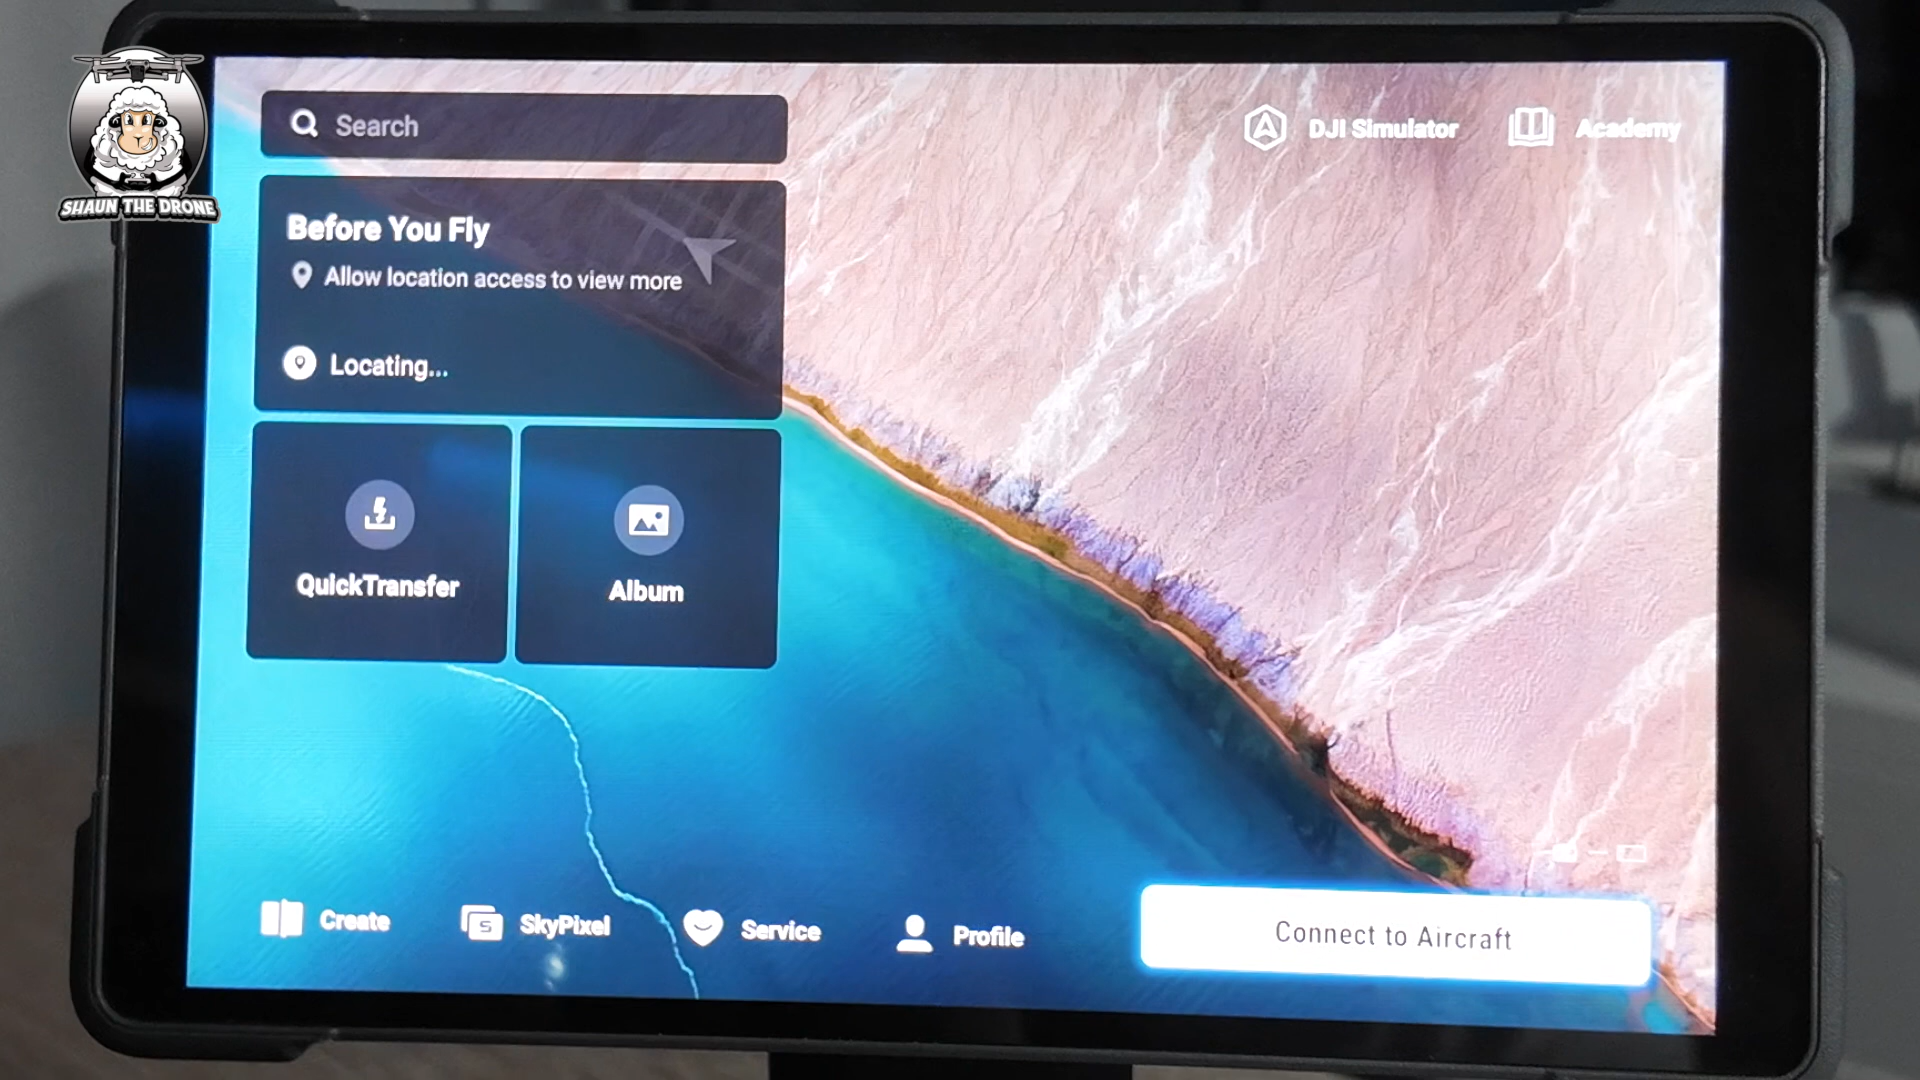 SHAUN THE DRONE
Search
DJI Simulator
Academy
Before You Fly
Allow location access to view more
Locating...
QuickTransfer
Album
Create
S
SkyPixel
Service
Profile
Connect to Aircraft